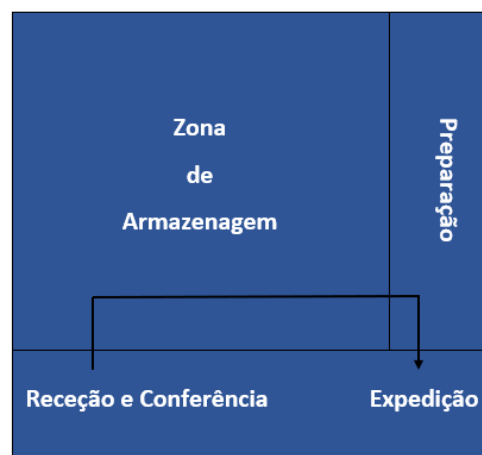 Zona
de
Armazenagem
Preparação
Receção e Conferência
Expedição